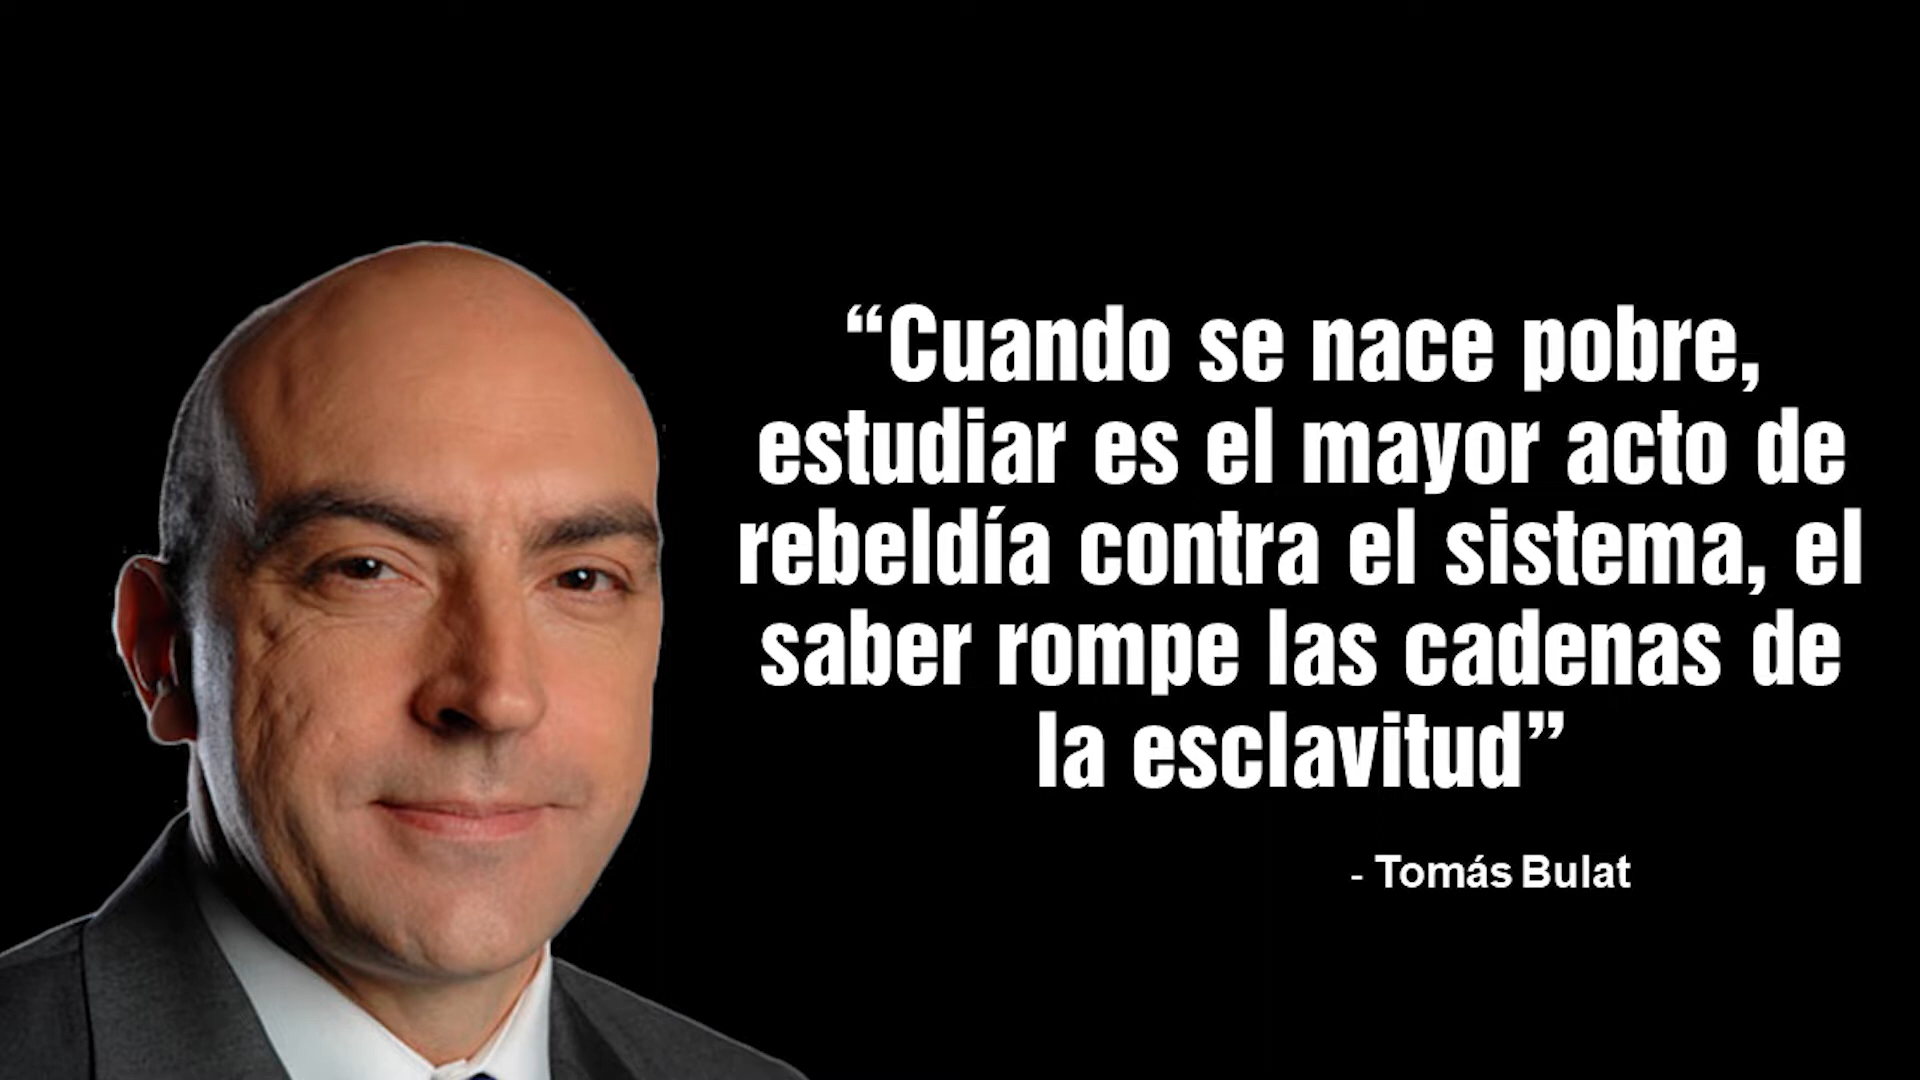 “Cuando se nace pobre,
estudiar es el mayor acto de
rebeldía contra el sistema, el
saber rompe las cadenas de
la esclavitud”
- Tomás Bulat